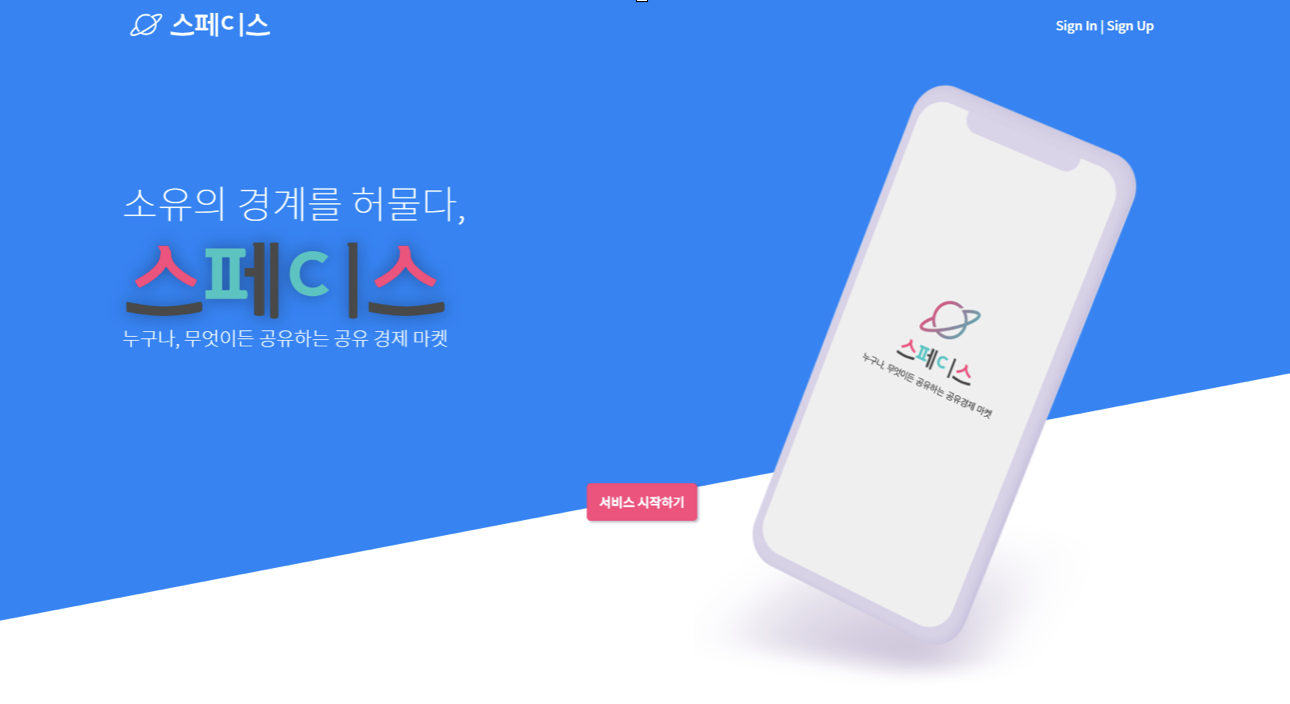 스페이스
Sign In | Sign Up
소유의 경계를 허물다,
스페이스
누구나, 무엇이든 공유하는 공유 경제 마켓
서비스 시작하기
스페이스
누구나, 무엇이든 공유하는 공유경제 마켓